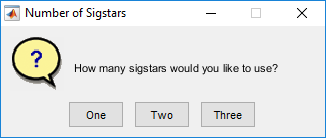 Number of Sigstars
?
How many sigstars would you like to use?
One Two Three